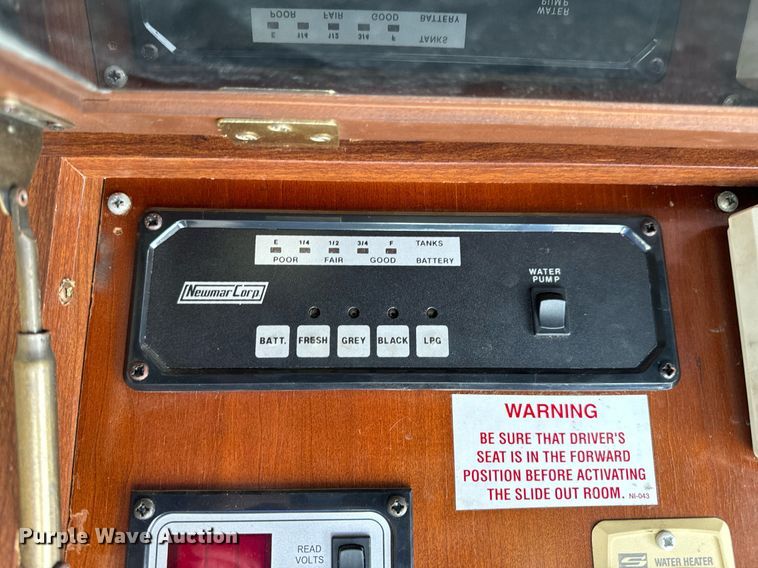 POOR FAIR GOOD BATTERY
E 1/4 1/2 3/4 F TANKS
WATER
PUMP
E 1/4 1/2 3/4 F TANKS
POOR FAIR GOOD BATTERY
NewmarCorp
WATER
PUMP
BATT. FRESH GREY BLACK LPG
WARNING
BE SURE THAT DRIVER'S
SEAT IS IN THE FORWARD
POSITION BEFORE ACTIVATING
THE SLIDE OUT ROOM. NI-043
READ
VOLTS
S WATER HEATER
Purple Wave Auction